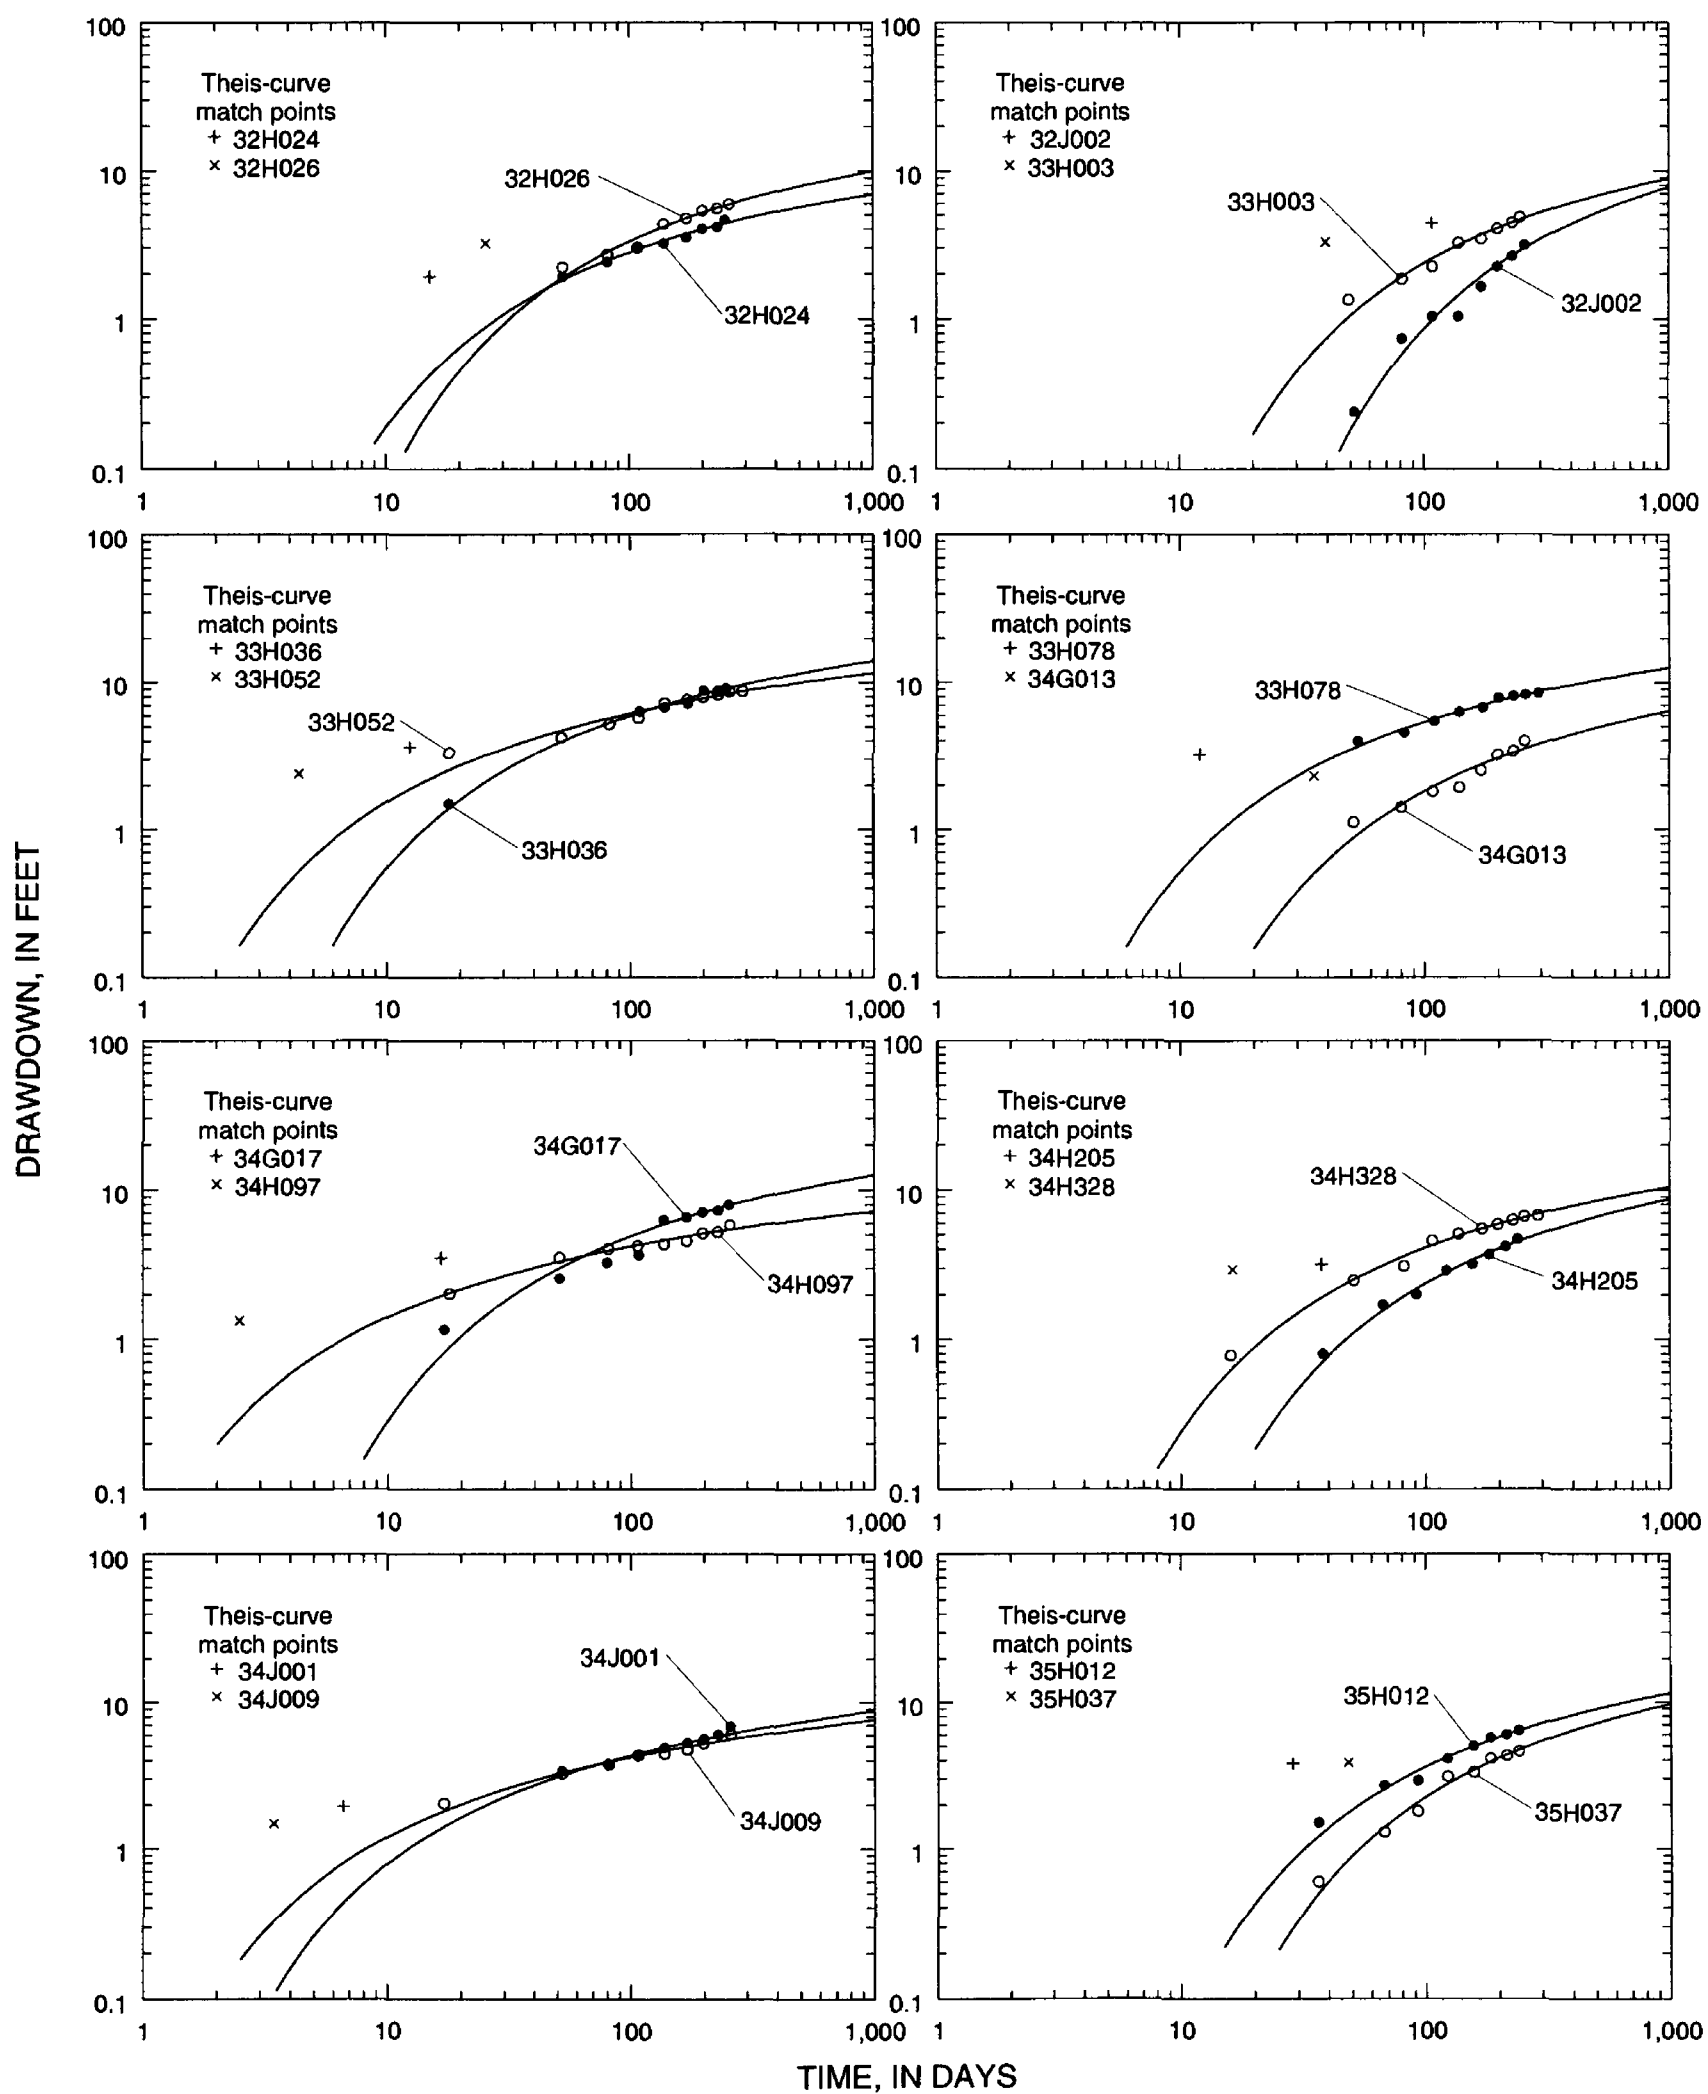 DRAWDOWN, IN FEET
100
10
1
0.1
Theis-curve
match points
+ 32H024
× 32H026
32H026
32H024
1
10
100
1,000
100
10
1
0.1
Theis-curve
match points
+ 32J002
× 33H003
33H003
32J002
1
10
100
1,000
100
10
1
0.1
Theis-curve
match points
+ 33H036
× 33H052
33H052
33H036
1
10
100
1,000
100
10
1
0.1
Theis-curve
match points
+ 33H078
× 34G013
33H078
34G013
1
10
100
1,000
100
10
1
0.1
Theis-curve
match points
+ 34G017
× 34H097
34G017
34H097
1
10
100
1,000
100
10
1
0.1
Theis-curve
match points
+ 34H205
× 34H328
34H328
34H205
1
10
100
1,000
100
10
1
0.1
Theis-curve
match points
+ 34J001
× 34J009
34J001
34J009
1
10
100
1,000
100
10
1
0.1
Theis-curve
match points
+ 35H012
× 35H037
35H012
35H037
1
10
100
1,000
TIME, IN DAYS